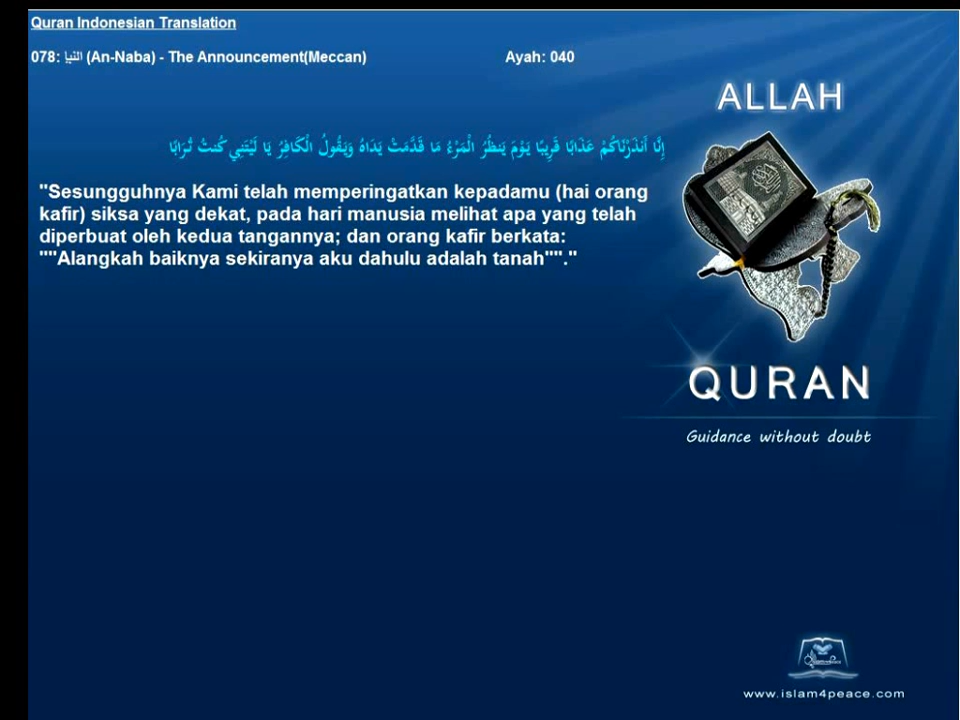 Quran Indonesian Translation
078: النبإ (An-Naba) - The Announcement(Meccan) Ayah: 040
ALLAH
إِنَّا أَنذَرْنَاكُمْ عَذَابًا قَرِيبًا يَوْمَ يَنظُرُ الْمَرْءُ مَا قَدَّمَتْ يَدَاهُ وَيَقُولُ الْكَافِرُ يَا لَيْتَنِي كُنتُ تُرَابًا
"Sesungguhnya Kami telah memperingatkan kepadamu (hai orang
kafir) siksa yang dekat, pada hari manusia melihat apa yang telah
diperbuat oleh kedua tangannya; dan orang kafir berkata:
""Alangkah baiknya sekiranya aku dahulu adalah tanah""."
QURAN
Guidance without doubt
www.islam4peace.com